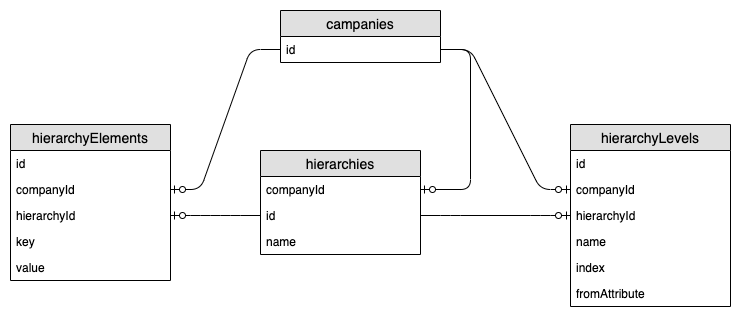 campanies
id
hierarchyElements
id
companyId
hierarchyId
key
value
hierarchies
companyId
id
name
hierarchyLevels
id
companyId
hierarchyId
name
index
fromAttribute